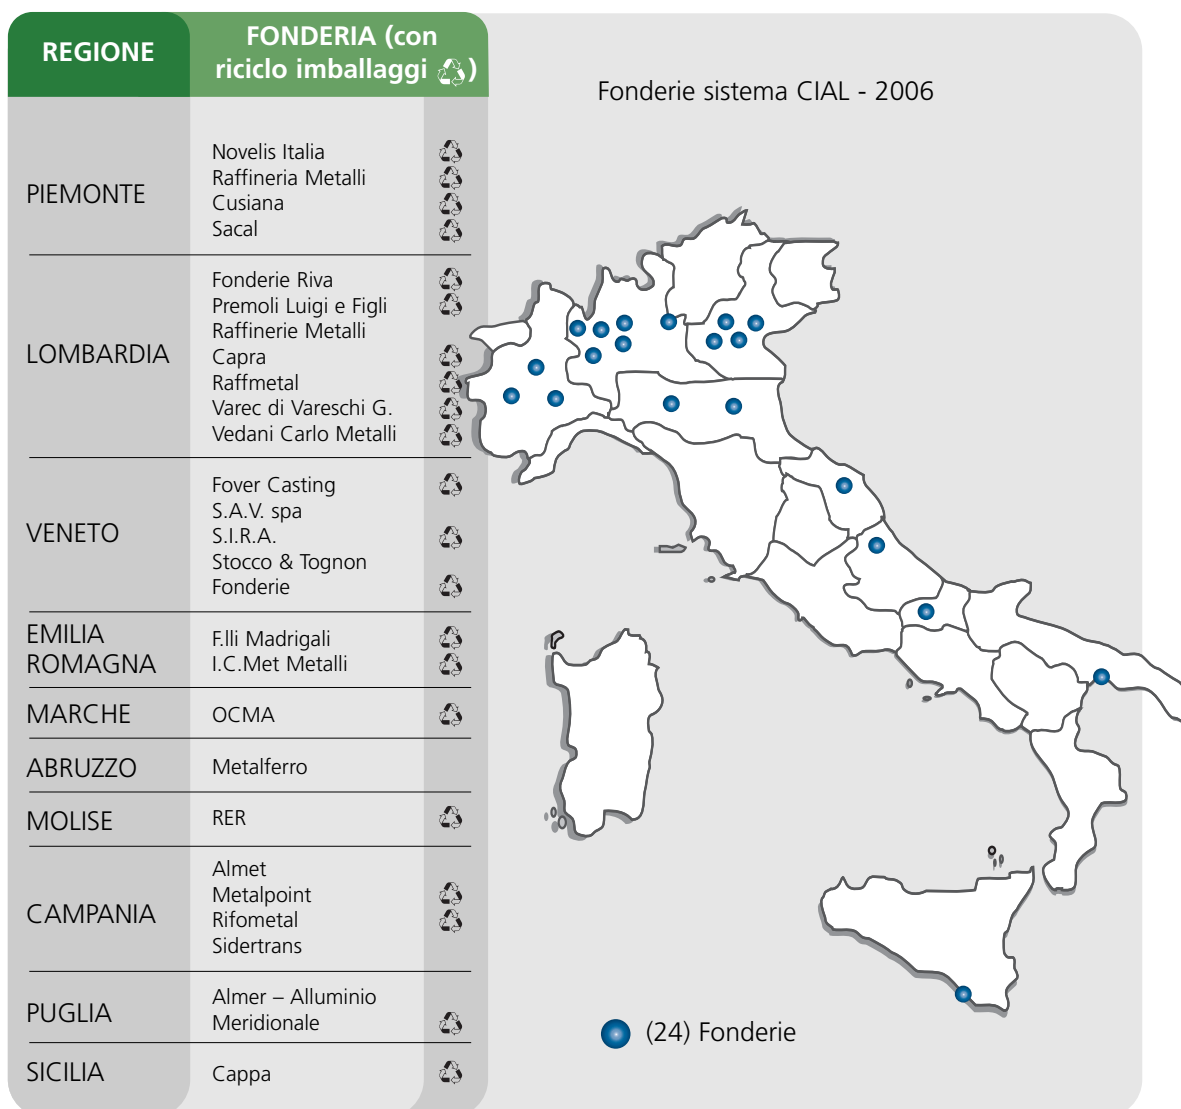 REGIONE
FONDERIA (con
riciclo imballaggi ♲)
Fonderie sistema CIAL - 2006
PIEMONTE
Novelis Italia
Raffineria Metalli
Cusiana
Sacal
LOMBARDIA
Fonderie Riva
Premoli Luigi e Figli
Raffinerie Metalli
Capra
Raffmetal
Varec di Vareschi G.
Vedani Carlo Metalli
VENETO
Fover Casting
S.A.V. spa
S.I.R.A.
Stocco & Tognon
Fonderie
EMILIA
ROMAGNA
F.lli Madrigali
I.C.Met Metalli
MARCHE
OCMA
ABRUZZO
Metalferro
MOLISE
RER
CAMPANIA
Almet
Metalpoint
Rifometal
Sidertrans
PUGLIA
Almer – Alluminio
Meridionale
SICILIA
Cappa
(24) Fonderie